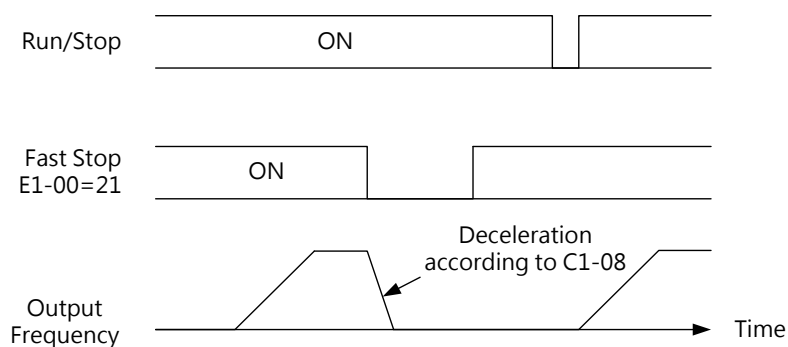 Run/Stop
ON
Fast Stop
E1-00=21
ON
Deceleration
according to C1-08
Output
Frequency
Time